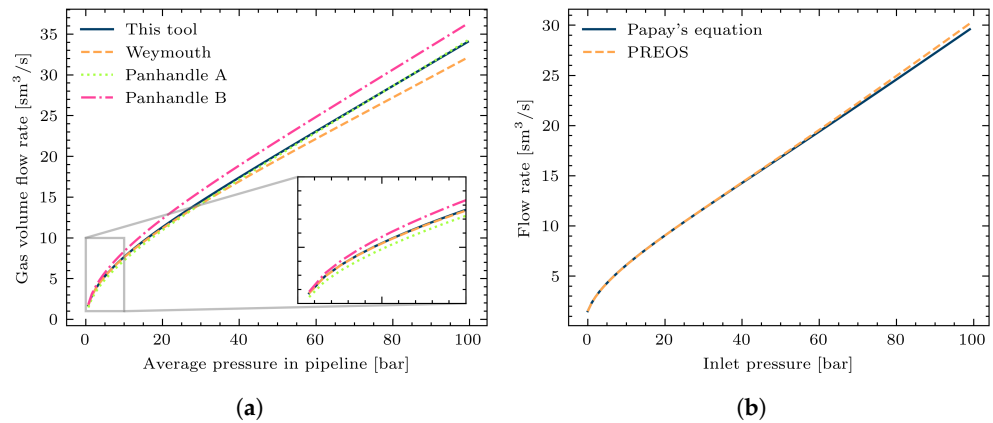 This tool
Weymouth
Panhandle A
Panhandle B
Gas volume flow rate [sm³/s]
35
30
25
20
15
10
5
0
0 20 40 60 80 100
Average pressure in pipeline [bar]
(a)
Papay's equation
PREOS
Flow rate [sm³/s]
30
25
20
15
10
5
0 20 40 60 80 100
Inlet pressure [bar]
(b)